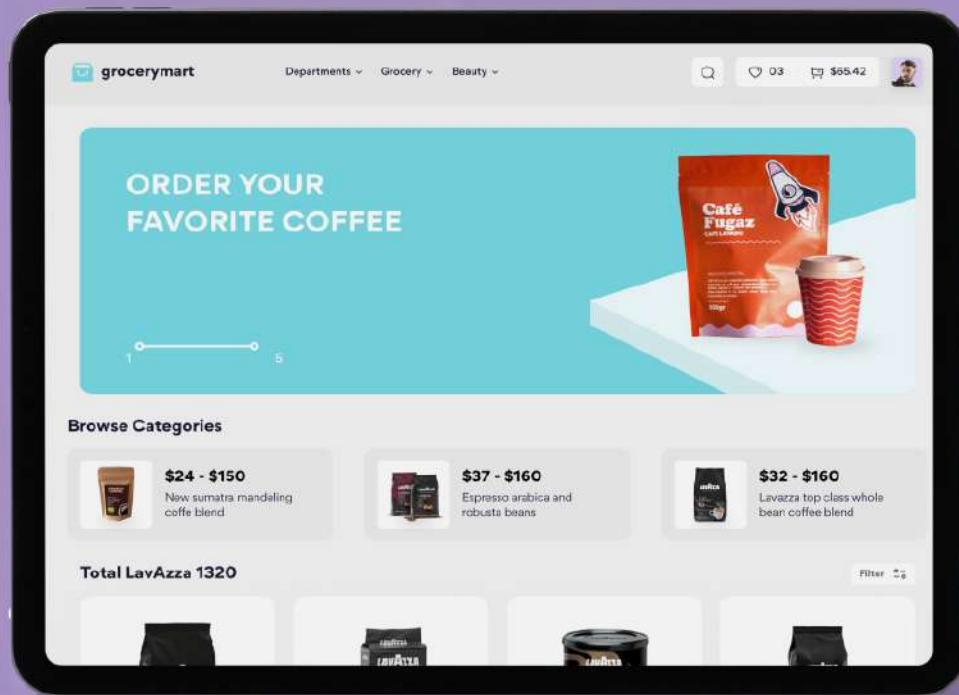 grocerymart
Departments
Grocery
Beauty
03
$65.42
ORDER YOUR
FAVORITE COFFEE
1
5
Café
Fugaz
Browse Categories
$24 - $150
New sumatra mandeling
coffe blend
$37 - $160
Espresso arabica and
robusta beans
$32 - $160
Lavazza top class whole
bean coffee blend
Total LavAzza 1320
Filter
LAVAZZA
LAVAZZA